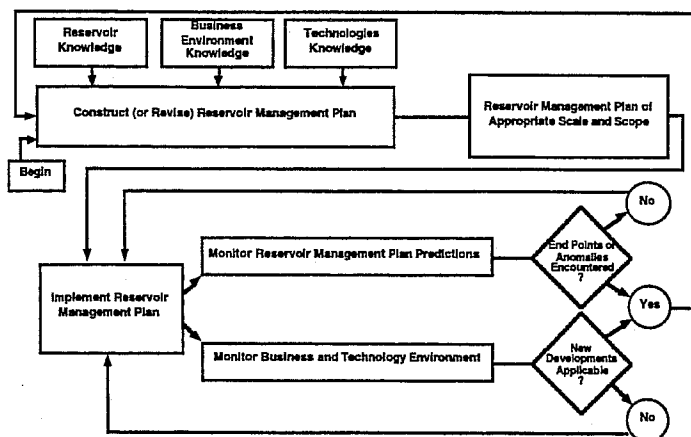 Reservoir
Knowledge
Business
Environment
Knowledge
Technologies
Knowledge
Construct (or Revise) Reservoir Management Plan
Reservoir Management Plan of
Appropriate Scale and Scope
Begin
No
Monitor Reservoir Management Plan Predictions
End Points or
Anomalies
Encountered
?
Implement Reservoir
Management Plan
Yes
Monitor Business and Technology Environment
New
Developments
Applicable
?
No